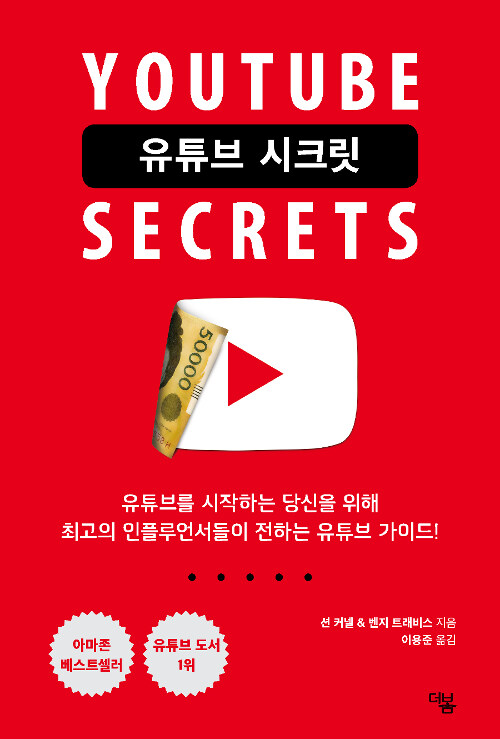 YOUTUBE
유튜브 시크릿
SECRETS
50000
유튜브를 시작하는 당신을 위해
최고의 인플루언서들이 전하는 유튜브 가이드!
션 커넬 & 벤지 트래비스 지음
이용준 옮김
아마존
베스트셀러
유튜브 도서
1위
더봄